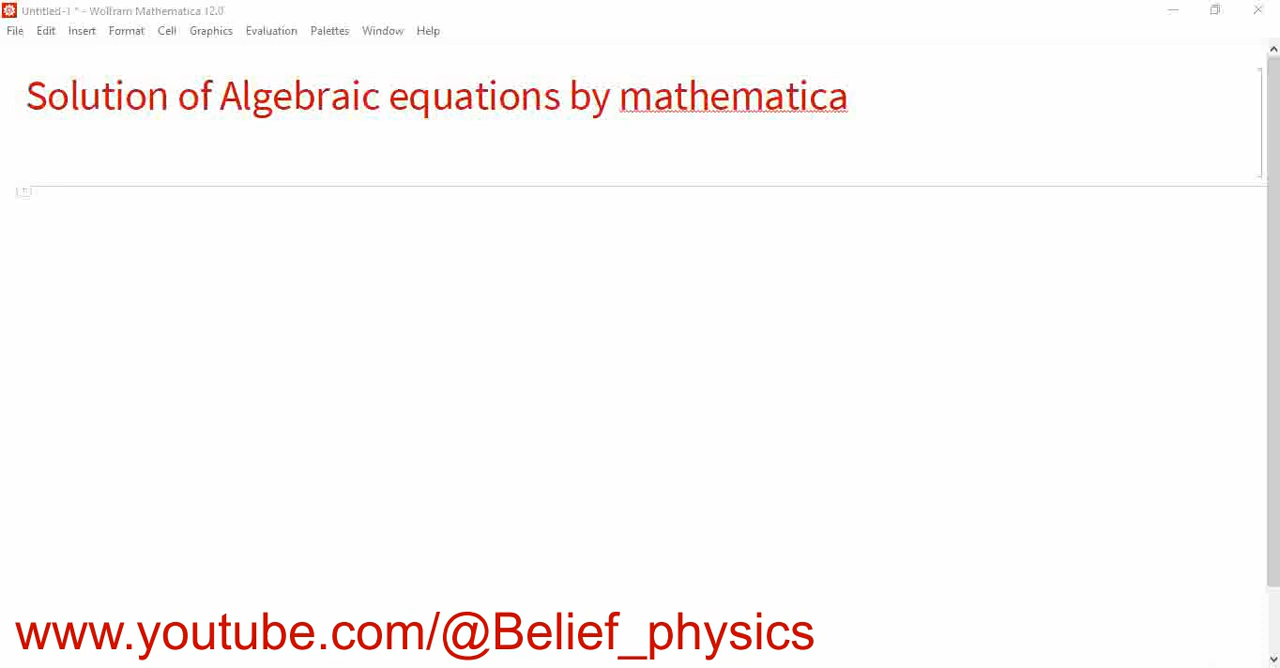 Untitled-1 * - Wolfram Mathematica 12.0
File Edit Insert Format Cell Graphics Evaluation Palettes Window Help
Solution of Algebraic equations by mathematica
www.youtube.com/@Belief_physics